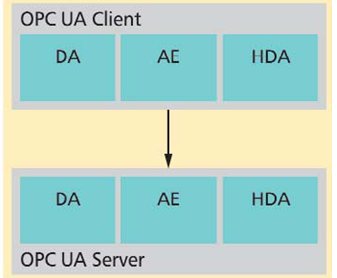 OPC UA Client
DA AE HDA
DA AE HDA
OPC UA Server